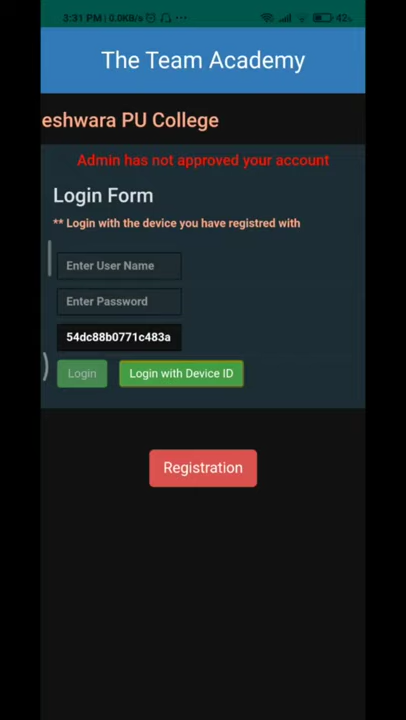 3:31 PM | 0.0KB/s ... 42%
The Team Academy
eshwara PU College
Admin has not approved your account
Login Form
** Login with the device you have registred with
Enter User Name
Enter Password
54dc88b0771c483a
Login Login with Device ID
Registration